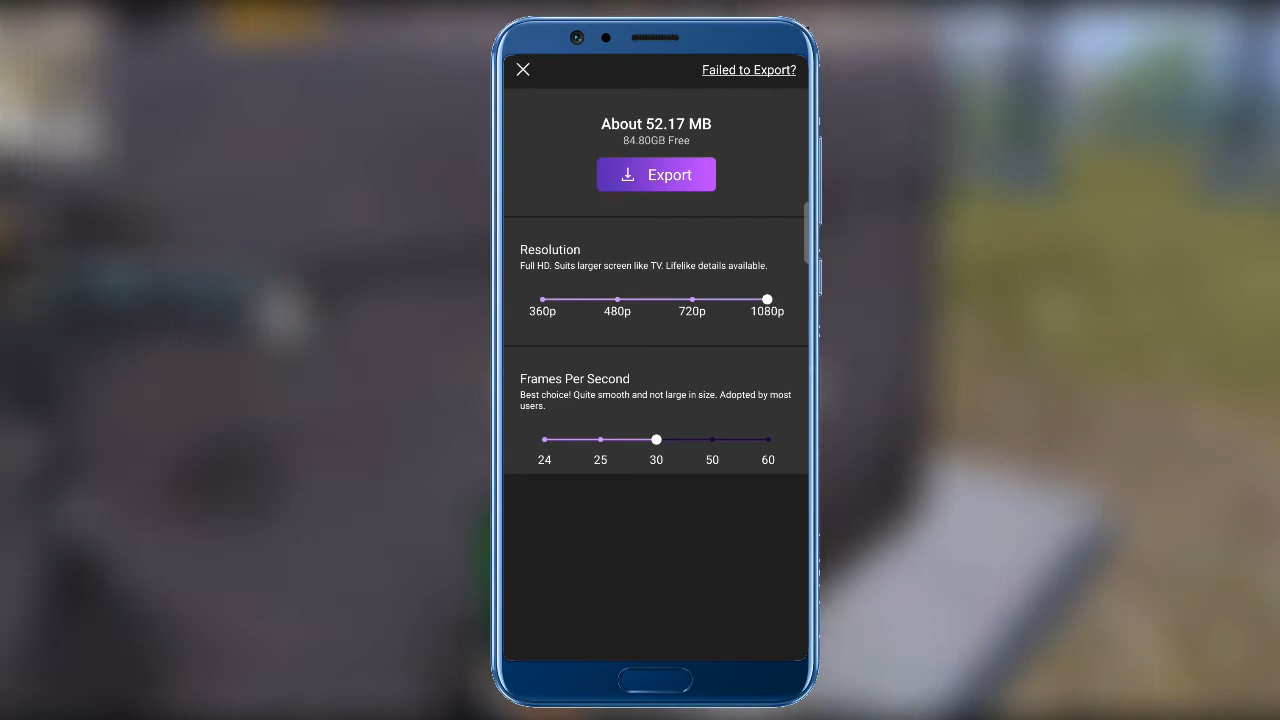 Failed to Export?
About 52.17 MB
84.80GB Free
Export
Resolution
Full HD. Suits larger screen like TV. Lifelike details available.
360p 480p 720p 1080p
Frames Per Second
Best choice! Quite smooth and not large in size. Adopted by most
users.
24 25 30 50 60